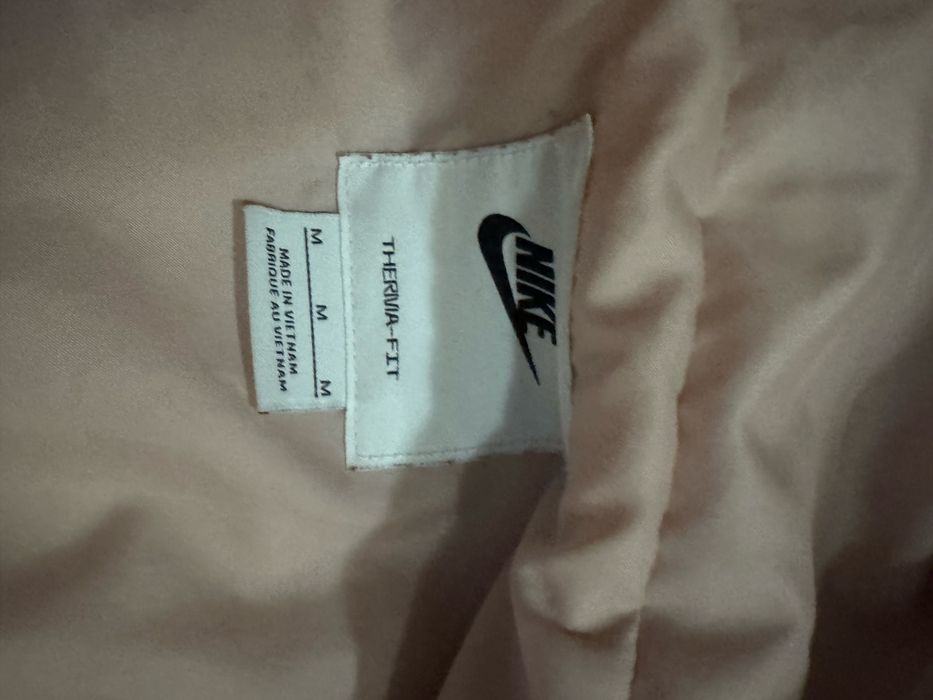 NIKE
THERMA-FIT
M M M
MADE IN VIETNAM
FABRIQUE AU VIETNAM